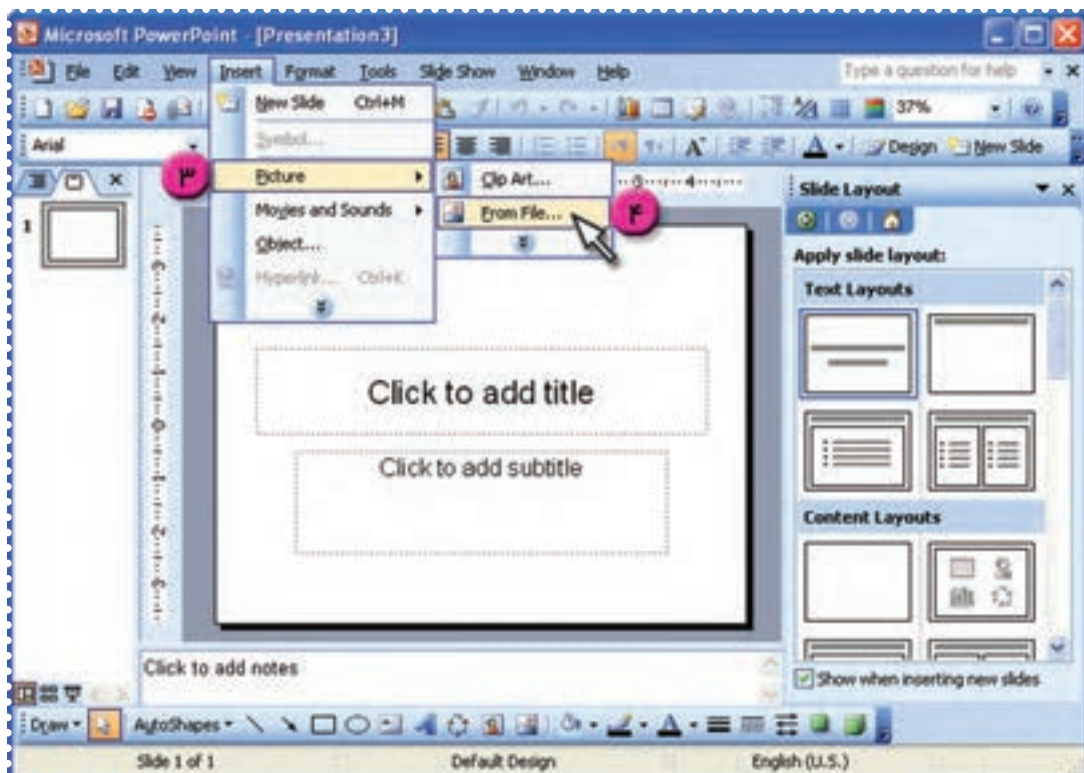 Microsoft PowerPoint - [Presentation3]
File Edit View Insert Format Tools Slide Show Window Help
Type a question for help
37%
Arial
Design
New Slide
New Slide Ctrl+M
Symbol...
۳
Picture
Movies and Sounds
Object...
Hyperlink... Ctrl+K
Clip Art...
From File...
۴
1
Click to add title
Click to add subtitle
Click to add notes
Slide Layout
Apply slide layout:
Text Layouts
Content Layouts
Show when inserting new slides
Draw
AutoShapes
Slide 1 of 1
Default Design
English (U.S.)